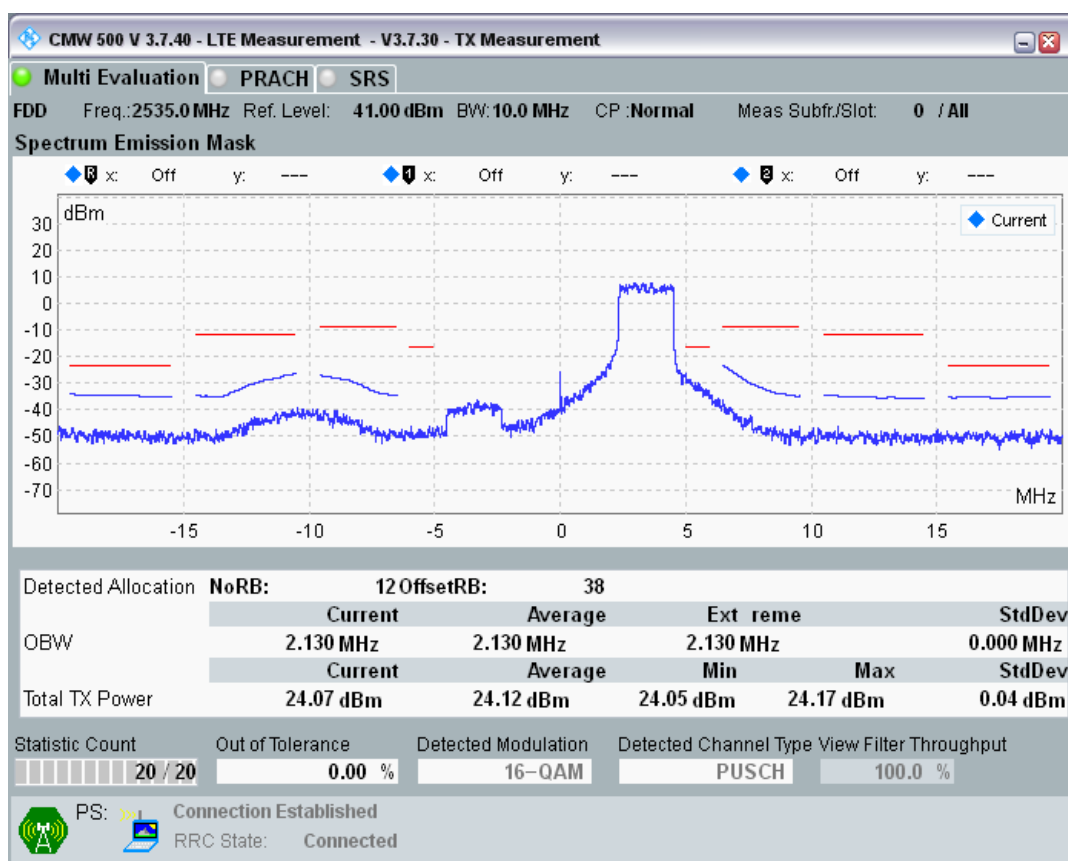 CMW 500 V 3.7.40 - LTE Measurement - V3.7.30 - TX Measurement
Multi Evaluation PRACH SRS
FDD Freq.:2535.0 MHz Ref. Level: 41.00 dBm BW: 10.0 MHz CP :Normal Meas Subfr./Slot: 0 / All
Spectrum Emission Mask
R x: Off y: --- 1 x: Off y: --- 2 x: Off y: ---
dBm
Current
30
20
10
0
-10
-20
-30
-40
-50
-60
-70
MHz
-15 -10 -5 0 5 10 15
Detected Allocation NoRB: 12 OffsetRB: 38
Current Average Ext reme StdDev
OBW 2.130 MHz 2.130 MHz 2.130 MHz 0.000 MHz
Current Average Min Max StdDev
Total TX Power 24.07 dBm 24.12 dBm 24.05 dBm 24.17 dBm 0.04 dBm
Statistic Count Out of Tolerance Detected Modulation Detected Channel Type View Filter Throughput
20 / 20 0.00 % 16-QAM PUSCH 100.0 %
PS: Connection Established
RRC State: Connected